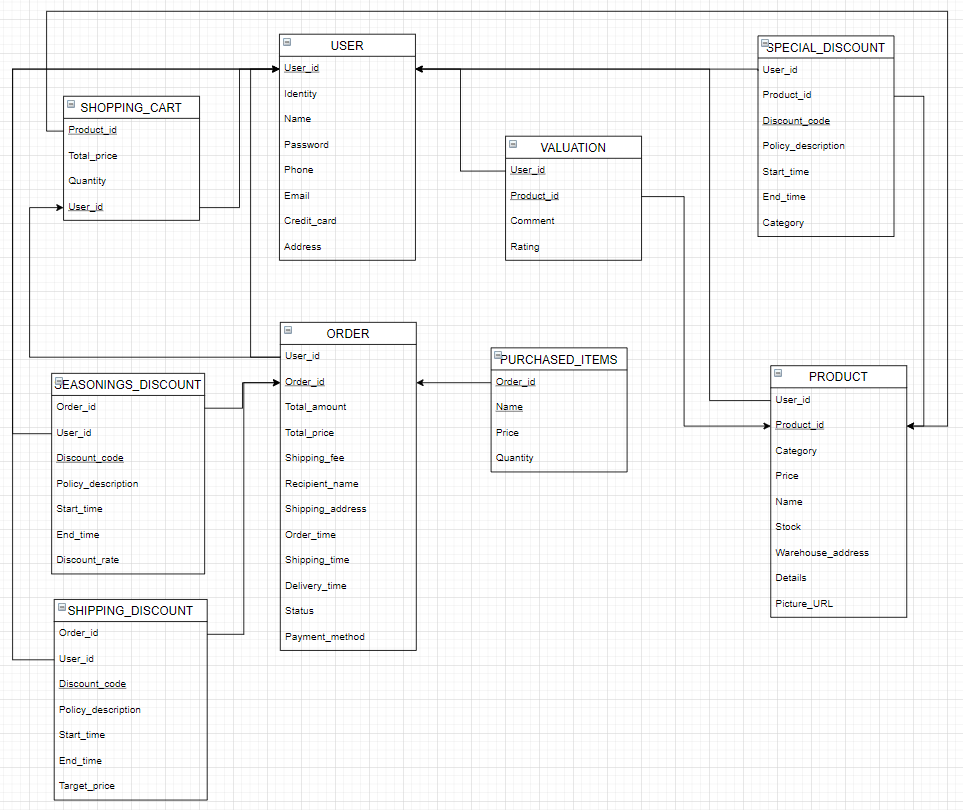 USER
User_id
Identity
Name
Password
Phone
Email
Credit_card
Address
SPECIAL_DISCOUNT
User_id
Product_id
Discount_code
Policy_description
Start_time
End_time
Category
SHOPPING_CART
Product_id
Total_price
Quantity
User_id
VALUATION
User_id
Product_id
Comment
Rating
ORDER
User_id
Order_id
Total_amount
Total_price
Shipping_fee
Recipient_name
Shipping_address
Order_time
Shipping_time
Delivery_time
Status
Payment_method
PURCHASED_ITEMS
Order_id
Name
Price
Quantity
PRODUCT
User_id
Product_id
Category
Price
Name
Stock
Warehouse_address
Details
Picture_URL
SEASONINGS_DISCOUNT
Order_id
User_id
Discount_code
Policy_description
Start_time
End_time
Discount_rate
SHIPPING_DISCOUNT
Order_id
User_id
Discount_code
Policy_description
Start_time
End_time
Target_price